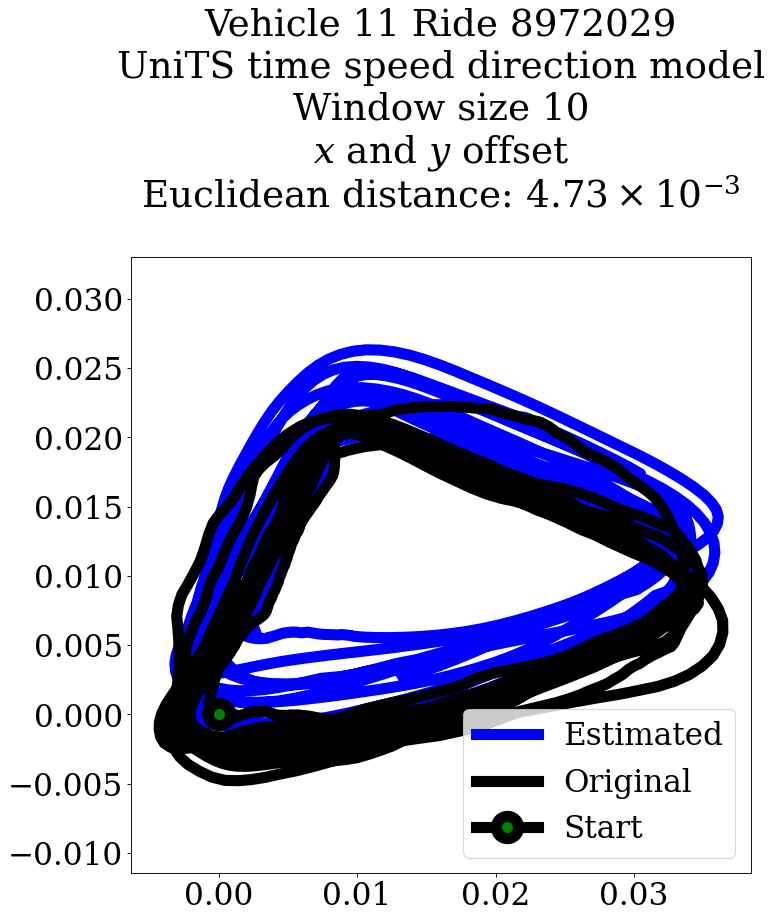 Vehicle 11 Ride 8972029
UniTS time speed direction model
Window size 10
x and y offset
Euclidean distance: 4.73 × 10⁻³
0.030
0.025
0.020
0.015
0.010
0.005
0.000
−0.005
−0.010
Estimated
Original
Start
0.00 0.01 0.02 0.03